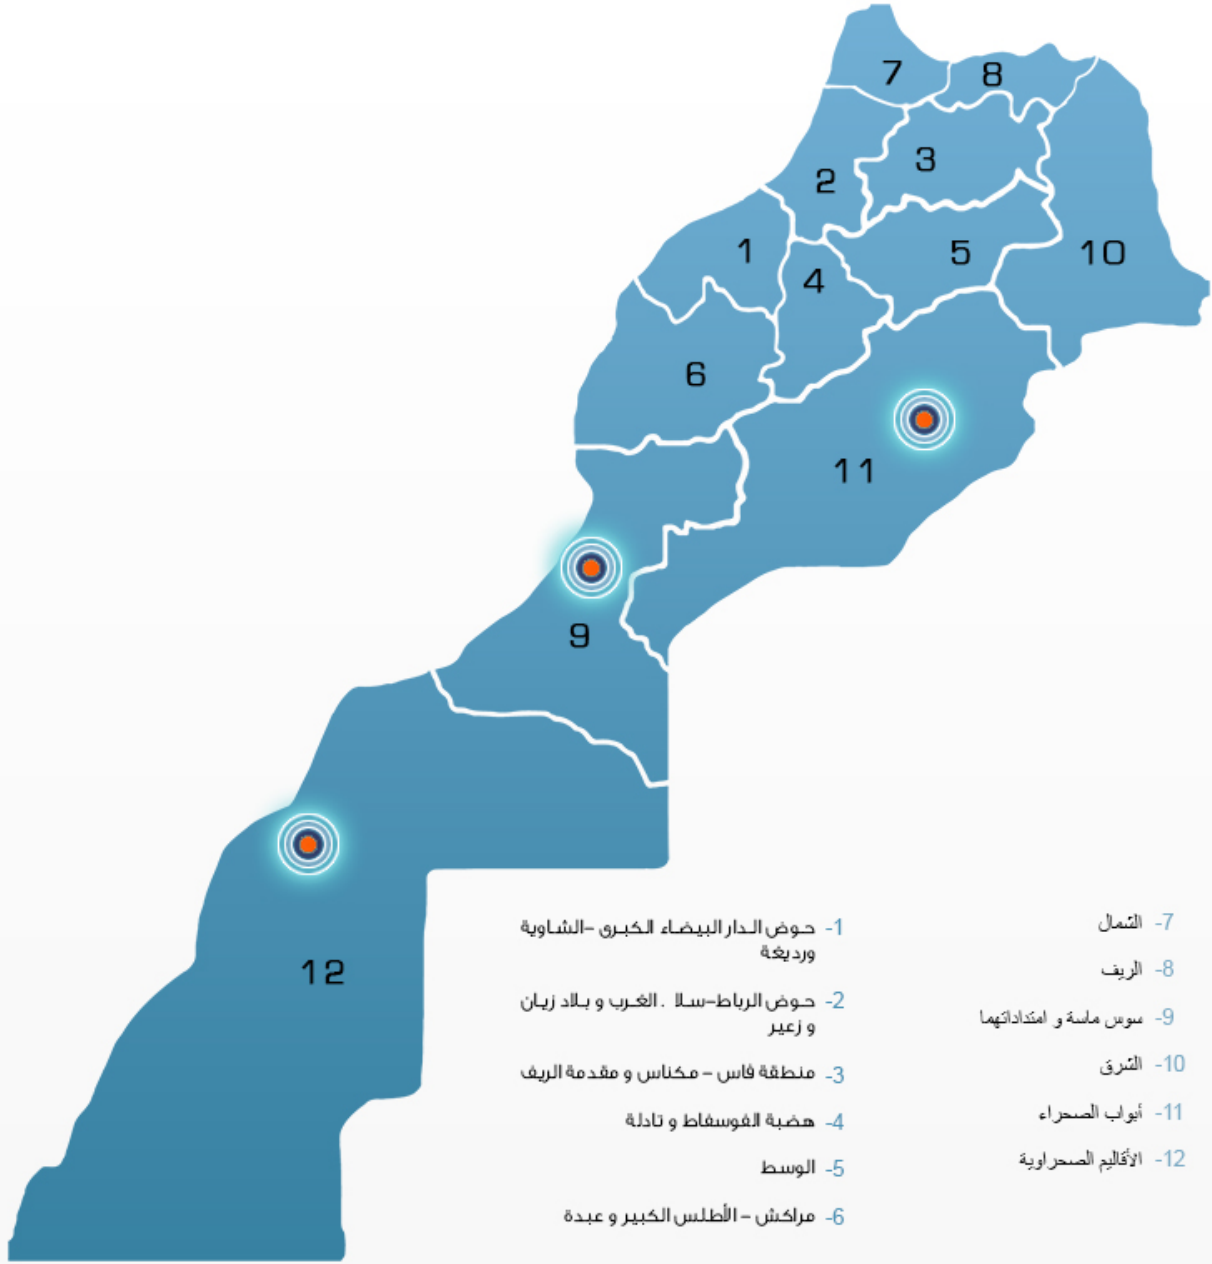 7
8
3
2
1
5
10
4
6
11
9
12
1- حوض الدار البيضاء الكبرى –الشاوية
ورديغة
2- حوض الرباط–سلا . الغرب و بلاد زيان
و زعير
3- منطقة فاس – مكناس و مقدمة الريف
4- هضبة الفوسفاط و تادلة
5- الوسط
6- مراكش – الأطلس الكبير و عبدة
7- الشمال
8- الريف
9- سوس ماسة و امتداداتهما
10- الشرق
11- أبواب الصحراء
12- الأقاليم الصحراوية